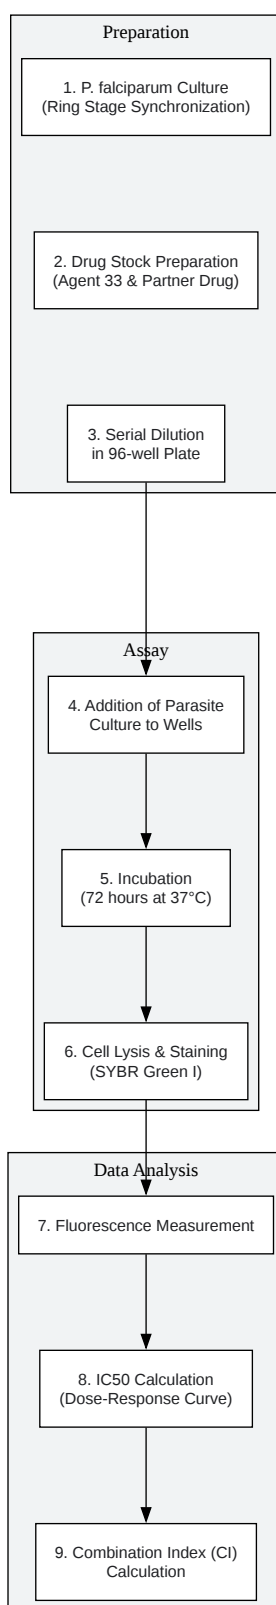 Preparation
1. P. falciparum Culture
(Ring Stage Synchronization)
2. Drug Stock Preparation
(Agent 33 & Partner Drug)
3. Serial Dilution
in 96-well Plate
Assay
4. Addition of Parasite
Culture to Wells
5. Incubation
(72 hours at 37°C)
6. Cell Lysis & Staining
(SYBR Green I)
Data Analysis
7. Fluorescence Measurement
8. IC50 Calculation
(Dose-Response Curve)
9. Combination Index (CI)
Calculation